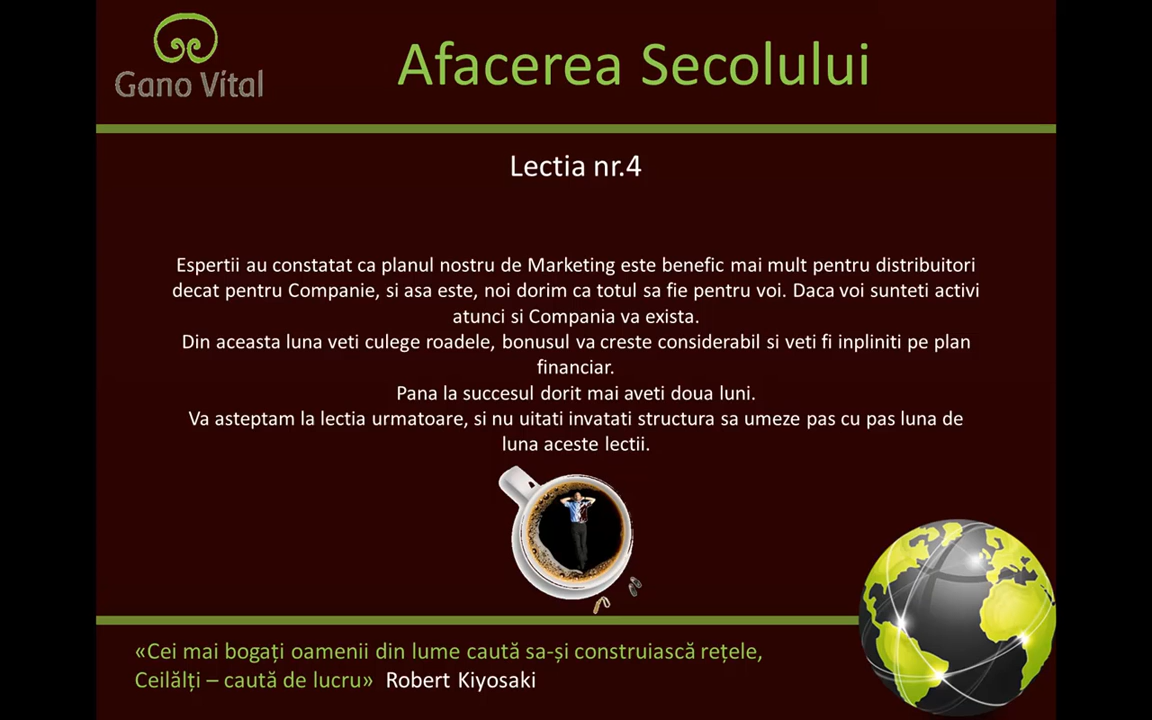 Gano Vital
Afacerea Secolului
Lectia nr.4
Espertii au constatat ca planul nostru de Marketing este benefic mai mult pentru distribuitori
decat pentru Companie, si asa este, noi dorim ca totul sa fie pentru voi. Daca voi sunteti activi
atunci si Compania va exista.
Din aceasta luna veti culege roadele, bonusul va creste considerabil si veti fi inpliniti pe plan
financiar.
Pana la succesul dorit mai aveti doua luni.
Va asteptam la lectia urmatoare, si nu uitati invatati structura sa umeze pas cu pas luna de
luna aceste lectii.
«Cei mai bogați oamenii din lume caută sa-și construiască rețele,
Ceilălți – caută de lucru» Robert Kiyosaki